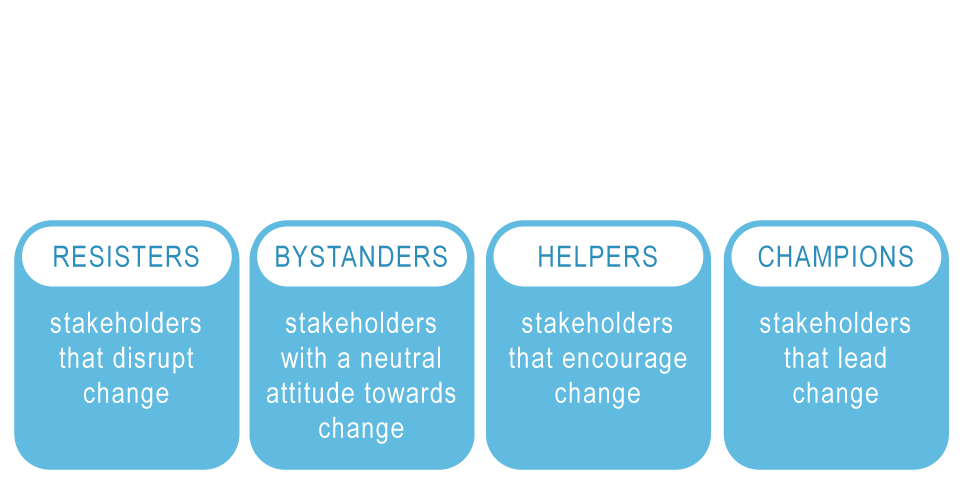 RESISTERS
stakeholders
that disrupt
change
BYSTANDERS
stakeholders
with a neutral
attitude towards
change
HELPERS
stakeholders
that encourage
change
CHAMPIONS
stakeholders
that lead
change